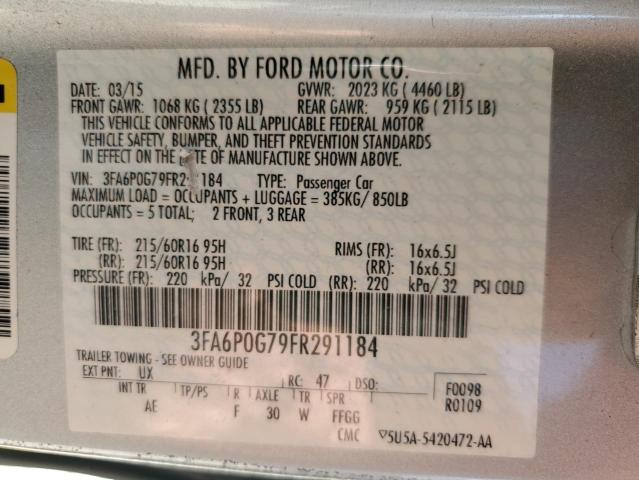 MFD. BY FORD MOTOR CO.
DATE: 03/15 GVWR: 2023 KG ( 4460 LB)
FRONT GAWR: 1068 KG ( 2355 LB) REAR GAWR: 959 KG ( 2115 LB)
THIS VEHICLE CONFORMS TO ALL APPLICABLE FEDERAL MOTOR
VEHICLE SAFETY, BUMPER, AND THEFT PREVENTION STANDARDS
IN EFFECT ON THE TE OF MANUFACTURE SHOWN ABOVE.
VIN: 3FA6P0G79FR2 184 TYPE: Passenger Car
MAXIMUM LOAD = OCCUPANTS + LUGGAGE = 385KG/ 850LB
OCCUPANTS = 5 TOTAL; 2 FRONT, 3 REAR
TIRE (FR): 215/60R16 95H RIMS (FR): 16x6.5J
(RR): 215/60R16 95H (RR): 16x6.5J
PRESSURE (FR): 220 kPa/ 32 PSI COLD (RR): 220 kPa/ 32 PSI COLD
3FA6P0G79FR291184
TRAILER TOWING - SEE OWNER GUIDE
EXT PNT: UX RC: 47 DSO: F0098
INT TR TP/PS R AXLE TR SPR R0109
AE F 30 W FFGG
CMC ▽5U5A-5420472-AA